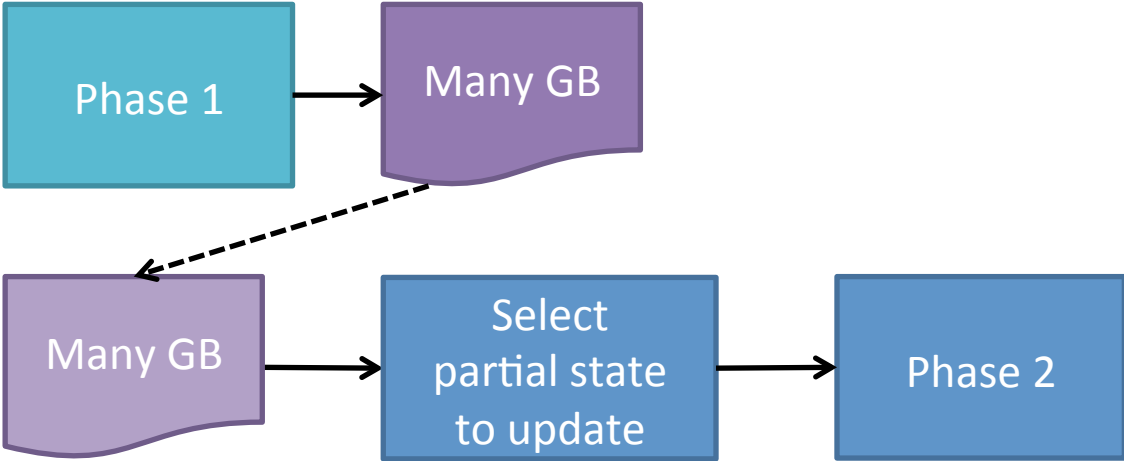 Phase 1
Many GB
Many GB
Select
partial state
to update
Phase 2